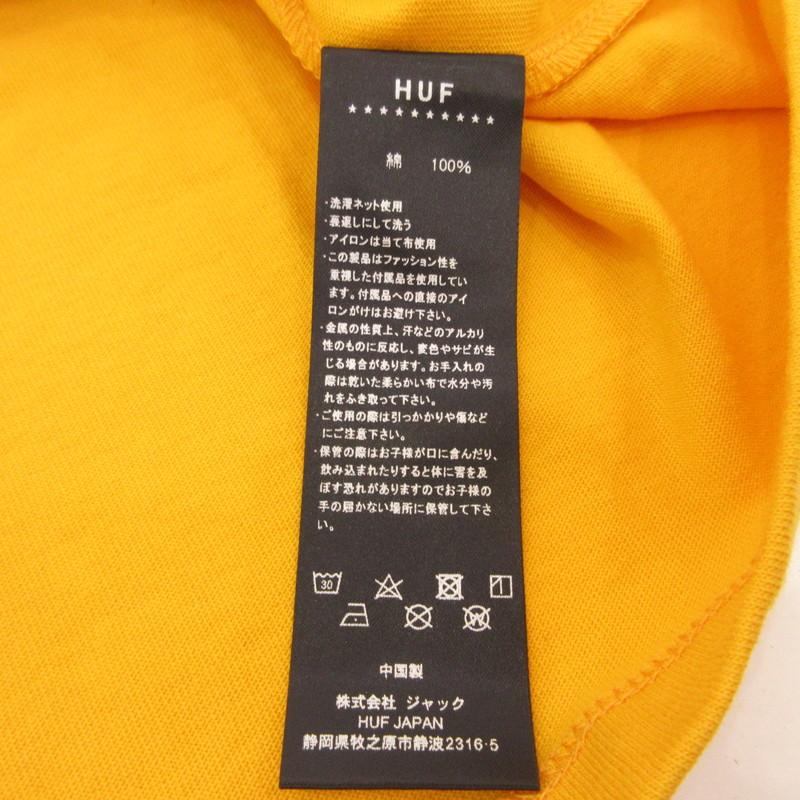 HUF
★★★★★★★★★★
綿 100%
・洗濯ネット使用
・裏返しにして洗う
・アイロンは当て布使用
・この製品はファッション性を
重視した付属品を使用してい
ます。付属品への直接のアイ
ロンがけはお避け下さい。
・金属の性質上、汗などのアルカリ
性のものに反応し、変色やサビが生
じる場合があります。お手入れの
際は乾いた柔らかい布で水分や汚
れをふき取って下さい。
・ご使用の際は引っかかりや傷など
にご注意下さい。
・保管の際はお子様が口に含んだり、
飲み込まれたりすると体に害を及
ぼす恐れがありますのでお子様の
手の届かない場所に保管して下さ
い。
30
W
中国製
株式会社 ジャック
HUF JAPAN
静岡県牧之原市静波2316-5